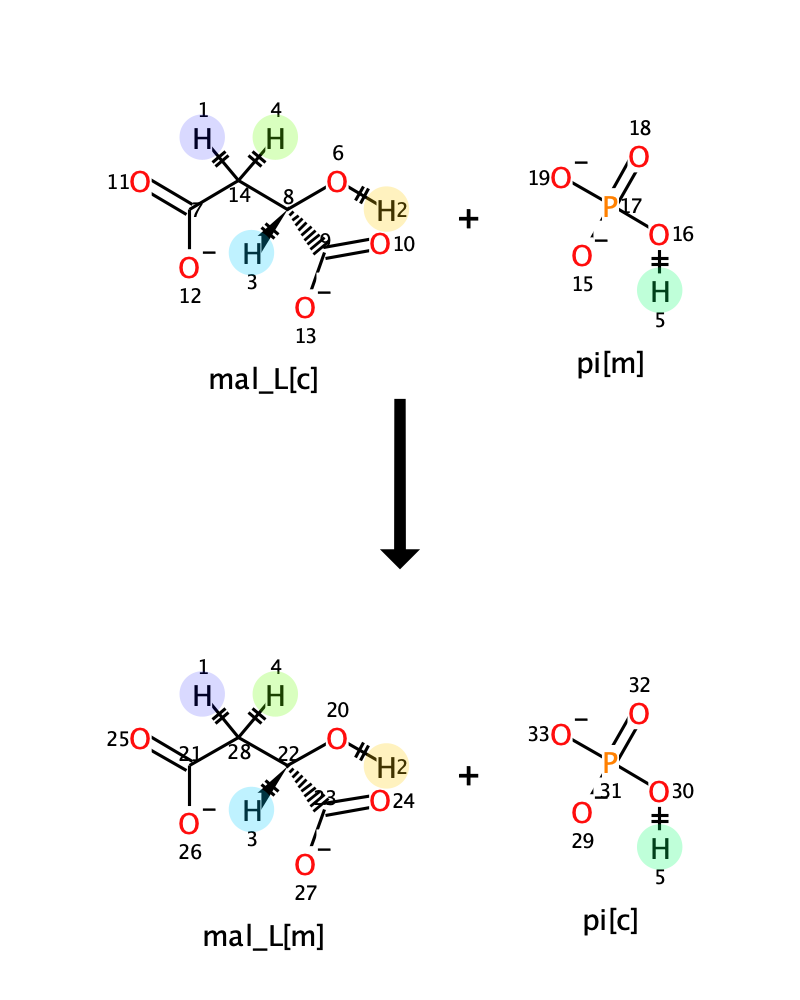 1 4
H H 6
11 O 14 8 O
7 H 2
H 9 O 10
O − 3
12 O −
13
mal_L[c]
+
18
19 O − O
P 17
− O 16
O
15 H
5
pi[m]
1 4
H H 20
25 O 28 22 O
21 H 2
H 23 O 24
O − 3
26 O −
27
mal_L[m]
+
32
33 O − O
P
− 31 O 30
O
29 H
5
pi[c]